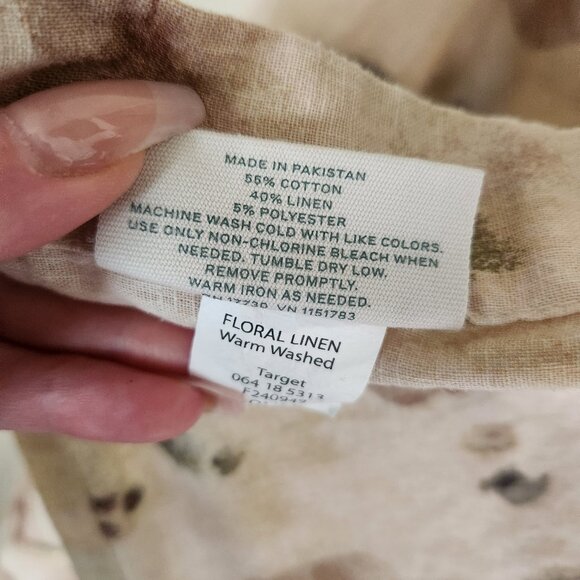 MADE IN PAKISTAN
55% COTTON
40% LINEN
5% POLYESTER
MACHINE WASH COLD WITH LIKE COLORS.
USE ONLY NON-CHLORINE BLEACH WHEN
NEEDED. TUMBLE DRY LOW.
REMOVE PROMPTLY.
WARM IRON AS NEEDED.
VN 1151783
FLORAL LINEN
Warm Washed
Target
064 18 5313